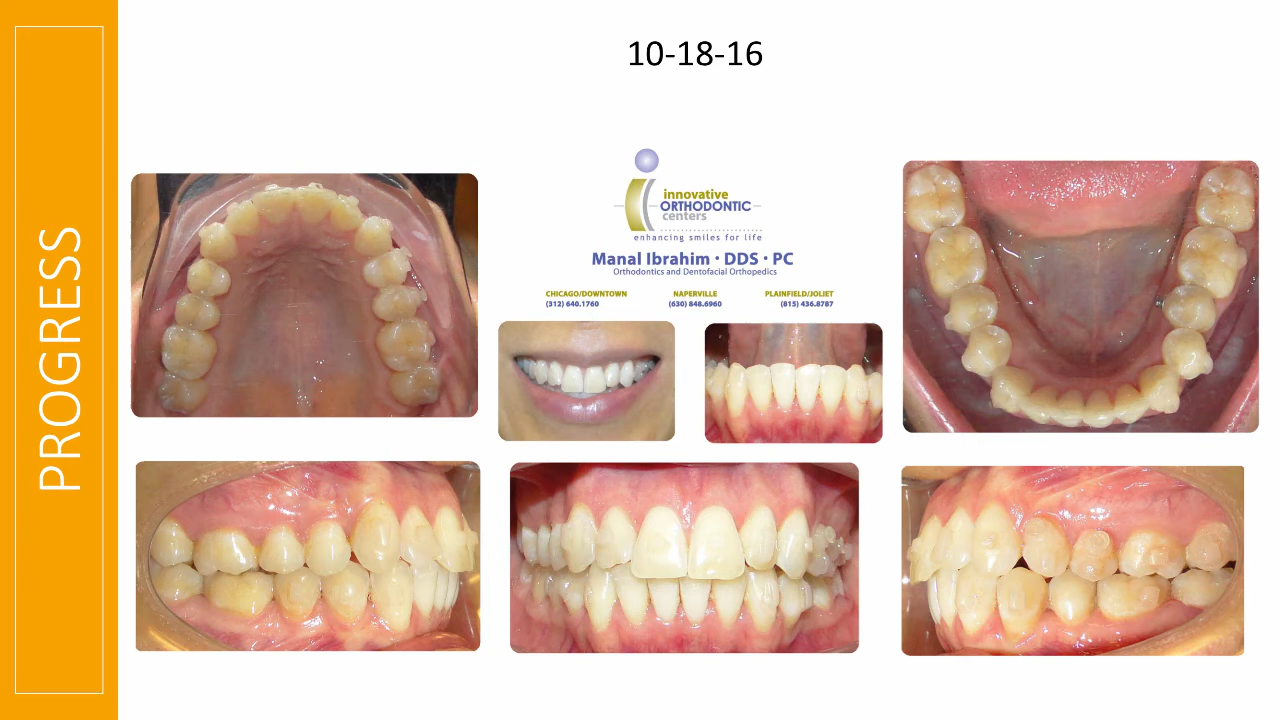 PROGRESS
10-18-16
innovative
ORTHODONTIC
centers
enhancing smiles for life
Manal Ibrahim • DDS • PC
Orthodontics and Dentofacial Orthopedics
CHICAGO/DOWNTOWN NAPERVILLE PLAINFIELD/JOLIET
(312) 640.1760 (630) 848.6960 (815) 436.8787